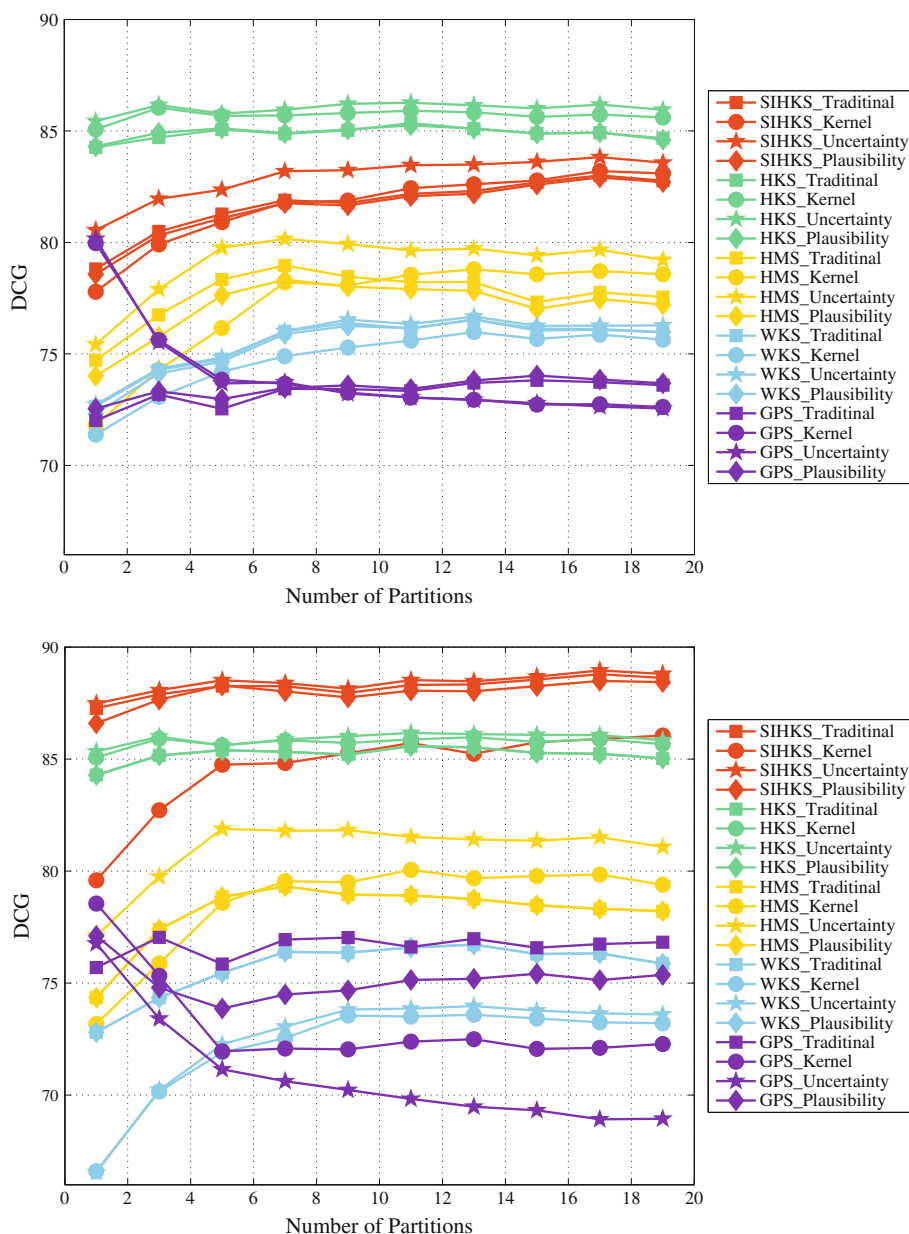 90
85
80
75
70
DCG
0 2 4 6 8 10 12 14 16 18 20
Number of Partitions
SIHKS_Traditinal
SIHKS_Kernel
SIHKS_Uncertainty
SIHKS_Plausibility
HKS_Traditinal
HKS_Kernel
HKS_Uncertainty
HKS_Plausibility
HMS_Traditinal
HMS_Kernel
HMS_Uncertainty
HMS_Plausibility
WKS_Traditinal
WKS_Kernel
WKS_Uncertainty
WKS_Plausibility
GPS_Traditinal
GPS_Kernel
GPS_Uncertainty
GPS_Plausibility
90
85
80
75
70
DCG
0 2 4 6 8 10 12 14 16 18 20
Number of Partitions
SIHKS_Traditinal
SIHKS_Kernel
SIHKS_Uncertainty
SIHKS_Plausibility
HKS_Traditinal
HKS_Kernel
HKS_Uncertainty
HKS_Plausibility
HMS_Traditinal
HMS_Kernel
HMS_Uncertainty
HMS_Plausibility
WKS_Traditinal
WKS_Kernel
WKS_Uncertainty
WKS_Plausibility
GPS_Traditinal
GPS_Kernel
GPS_Uncertainty
GPS_Plausibility